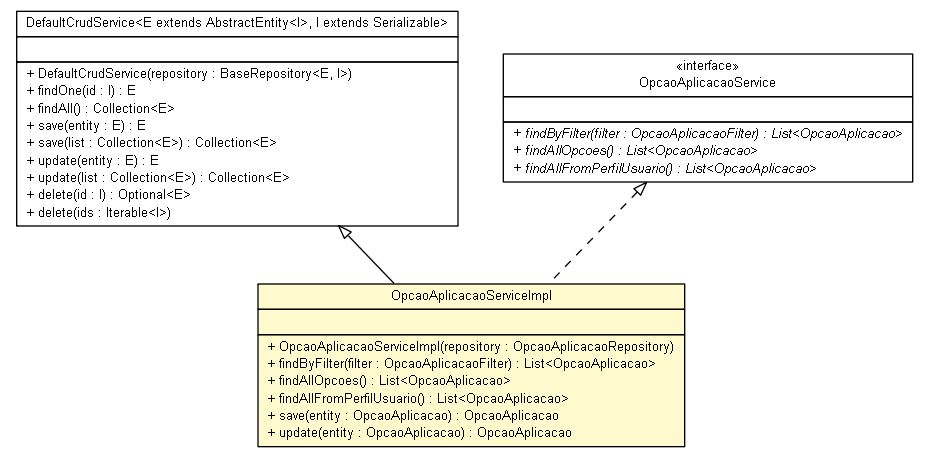 DefaultCrudService<E extends AbstractEntity<I>, I extends Serializable>
+ DefaultCrudService(repository : BaseRepository<E, I>)
+ findOne(id : I) : E
+ findAll() : Collection<E>
+ save(entity : E) : E
+ save(list : Collection<E>) : Collection<E>
+ update(entity : E) : E
+ update(list : Collection<E>) : Collection<E>
+ delete(id : I) : Optional<E>
+ delete(ids : Iterable<I>)
«interface»
OpcaoAplicacaoService
+ findByFilter(filter : OpcaoAplicacaoFilter) : List<OpcaoAplicacao>
+ findAllOpcoes() : List<OpcaoAplicacao>
+ findAllFromPerfilUsuario() : List<OpcaoAplicacao>
OpcaoAplicacaoServiceImpl
+ OpcaoAplicacaoServiceImpl(repository : OpcaoAplicacaoRepository)
+ findByFilter(filter : OpcaoAplicacaoFilter) : List<OpcaoAplicacao>
+ findAllOpcoes() : List<OpcaoAplicacao>
+ findAllFromPerfilUsuario() : List<OpcaoAplicacao>
+ save(entity : OpcaoAplicacao) : OpcaoAplicacao
+ update(entity : OpcaoAplicacao) : OpcaoAplicacao